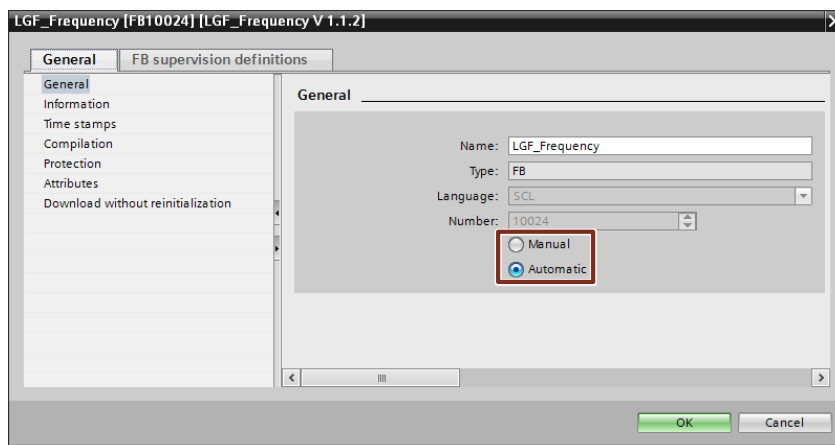 LGF_Frequency [FB10024] [LGF_Frequency V 1.1.2]
General
FB supervision definitions
General
Information
Time stamps
Compilation
Protection
Attributes
Download without reinitialization
General
Name: LGF_Frequency
Type: FB
Language: SCL
Number: 10024
Manual
Automatic
OK
Cancel